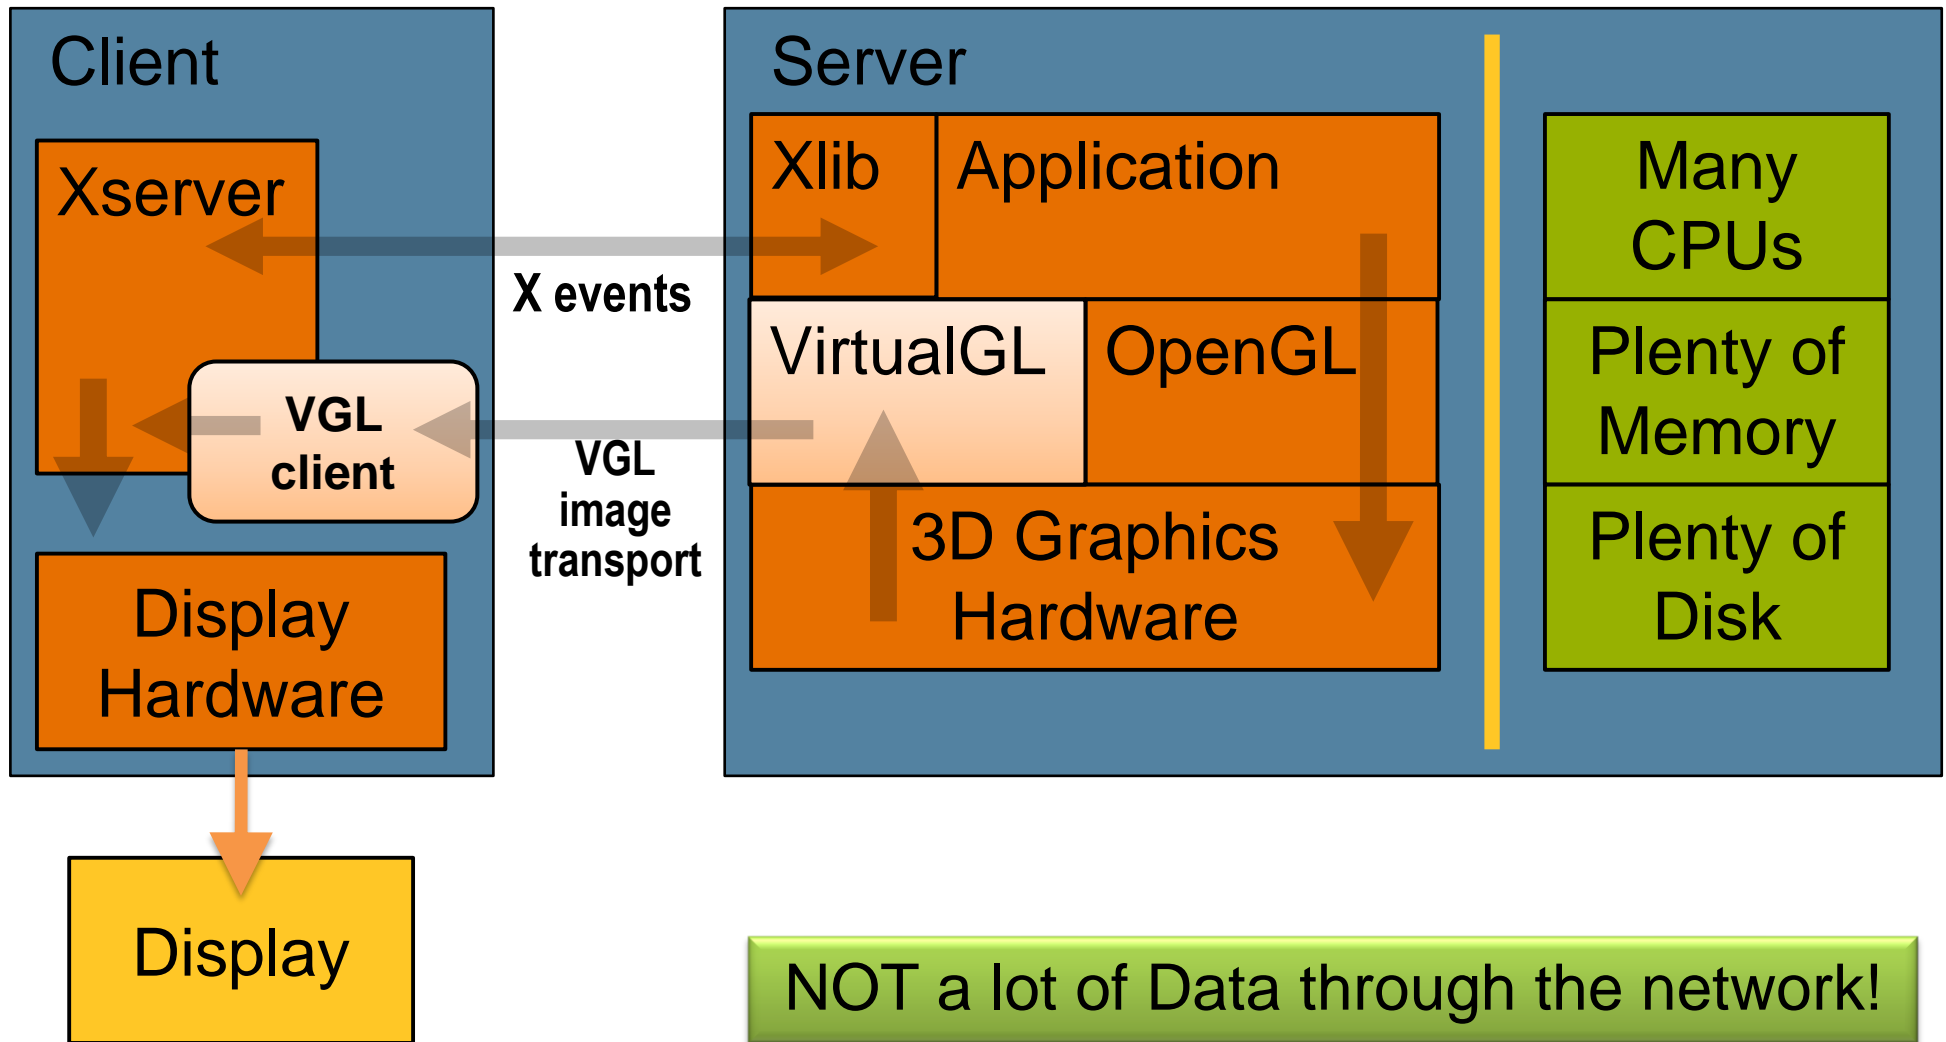 Client
Xserver
VGL
client
Display
Hardware
Display
X events
VGL
image
transport
Server
Xlib
Application
VirtualGL
OpenGL
3D Graphics
Hardware
Many
CPUs
Plenty of
Memory
Plenty of
Disk
NOT a lot of Data through the network!